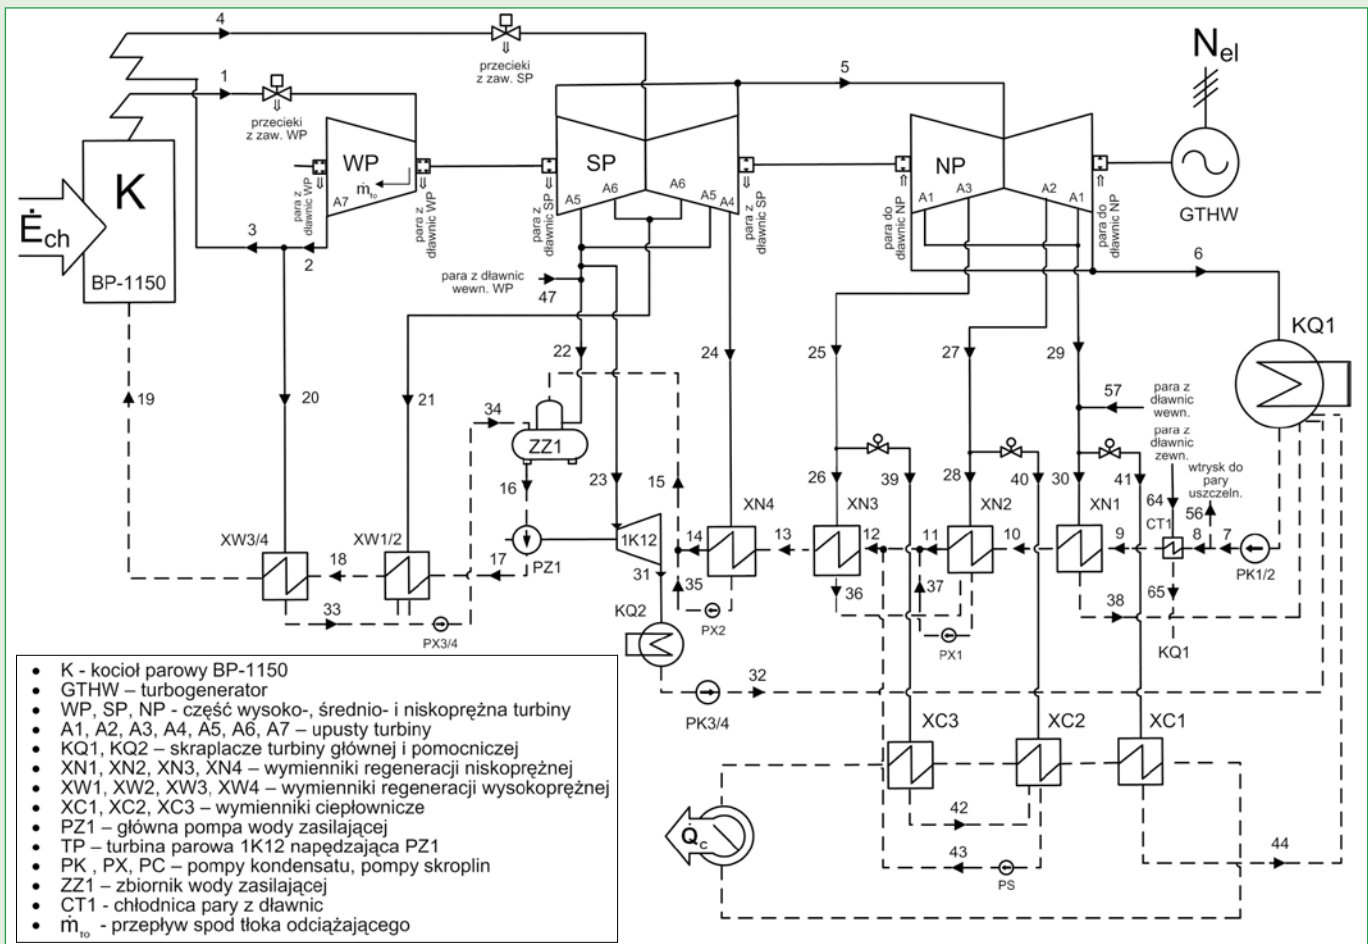 4
przecieki
z zaw. SP
5
N_el
1
przecieki
z zaw. WP
K
BP-1150
Ė_ch
WP
ṁ_to
A7
para z
dławnic WP
para z
dławnic WP
SP
A5
A6
A6
A5
A4
para z
dławnic SP
para z
dławnic SP
NP
A1
A3
A2
A1
para do
dławnic NP
para do
dławnic NP
GTHW
3
2
6
para z dławnic
wewn. WP
47
KQ1
19
20
21
34
22
ZZ1
24
25
27
29
57
para z
dławnic
wewn.
para z
dławnic
zewn.
wtrysk do
pary
uszczeln.
16
23
15
XN4
26
XN3
39
28
XN2
40
30
XN1
41
64
56
CT1
XW3/4
18
XW1/2
17
PZ1
1K12
14
13
12
11
10
9
8
7
PK1/2
33
PX3/4
31
KQ2
35
PX2
36
37
PX1
38
65
KQ1
PK3/4
32
XC3
XC2
XC1
42
43
PS
44
Q̇_c
• K - kocioł parowy BP-1150
• GTHW – turbogenerator
• WP, SP, NP - część wysoko-, średnio- i niskoprężna turbiny
• A1, A2, A3, A4, A5, A6, A7 – upusty turbiny
• KQ1, KQ2 – skraplacze turbiny głównej i pomocniczej
• XN1, XN2, XN3, XN4 – wymienniki regeneracji niskoprężnej
• XW1, XW2, XW3, XW4 – wymienniki regeneracji wysokoprężnej
• XC1, XC2, XC3 – wymienniki ciepłownicze
• PZ1 – główna pompa wody zasilającej
• TP – turbina parowa 1K12 napędzająca PZ1
• PK , PX, PC – pompy kondensatu, pompy skroplin
• ZZ1 – zbiornik wody zasilającej
• CT1 - chłodnica pary z dławnic
• ṁ_to - przepływ spod tłoka odciążającego